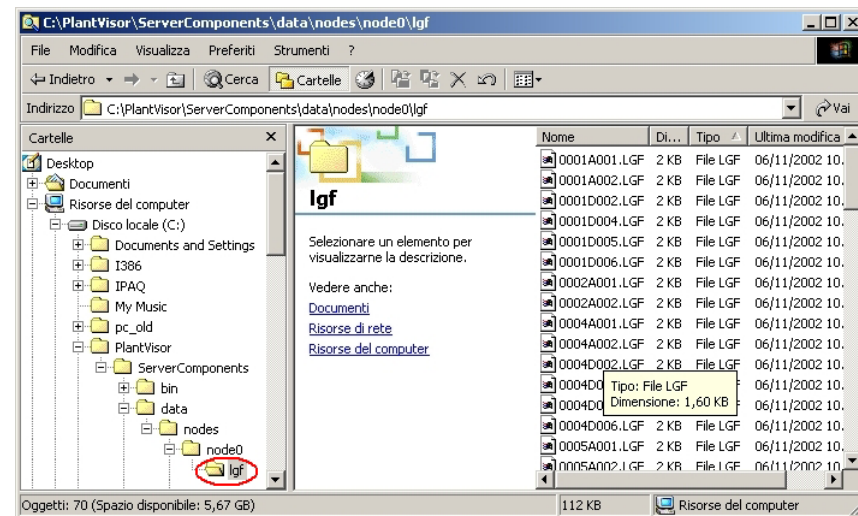 C:\PlantVisor\ServerComponents\data\nodes\node0\lgf
File Modifica Visualizza Preferiti Strumenti ?
Indietro Cerca Cartelle
Indirizzo C:\PlantVisor\ServerComponents\data\nodes\node0\lgf Vai
Cartelle
Desktop
Documenti
Risorse del computer
Disco locale (C:)
Documents and Settings
I386
IPAQ
My Music
pc_old
PlantVisor
ServerComponents
bin
data
nodes
node0
lgf
lgf
Selezionare un elemento per
visualizzarne la descrizione.
Vedere anche:
Documenti
Risorse di rete
Risorse del computer
Nome Di... Tipo Ultima modifica
0001A001.LGF 2 KB File LGF 06/11/2002 10.
0001A002.LGF 2 KB File LGF 06/11/2002 10.
0001D002.LGF 2 KB File LGF 06/11/2002 10.
0001D004.LGF 2 KB File LGF 06/11/2002 10.
0001D005.LGF 2 KB File LGF 06/11/2002 10.
0001D006.LGF 2 KB File LGF 06/11/2002 10.
0002A001.LGF 2 KB File LGF 06/11/2002 10.
0002A002.LGF 2 KB File LGF 06/11/2002 10.
0004A001.LGF 2 KB File LGF 06/11/2002 10.
0004A002.LGF 2 KB File LGF 06/11/2002 10.
0004D002.LGF 2 KB File LGF 06/11/2002 10.
0004D0 06/11/2002 10.
0004D0 06/11/2002 10.
Tipo: File LGF
Dimensione: 1,60 KB
0004D006.LGF 2 KB File LGF 06/11/2002 10.
0005A001.LGF 2 KB File LGF 06/11/2002 10.
0005A002.LGF 2 KB File LGF 06/11/2002 10.
Oggetti: 70 (Spazio disponibile: 5,67 GB) 112 KB Risorse del computer